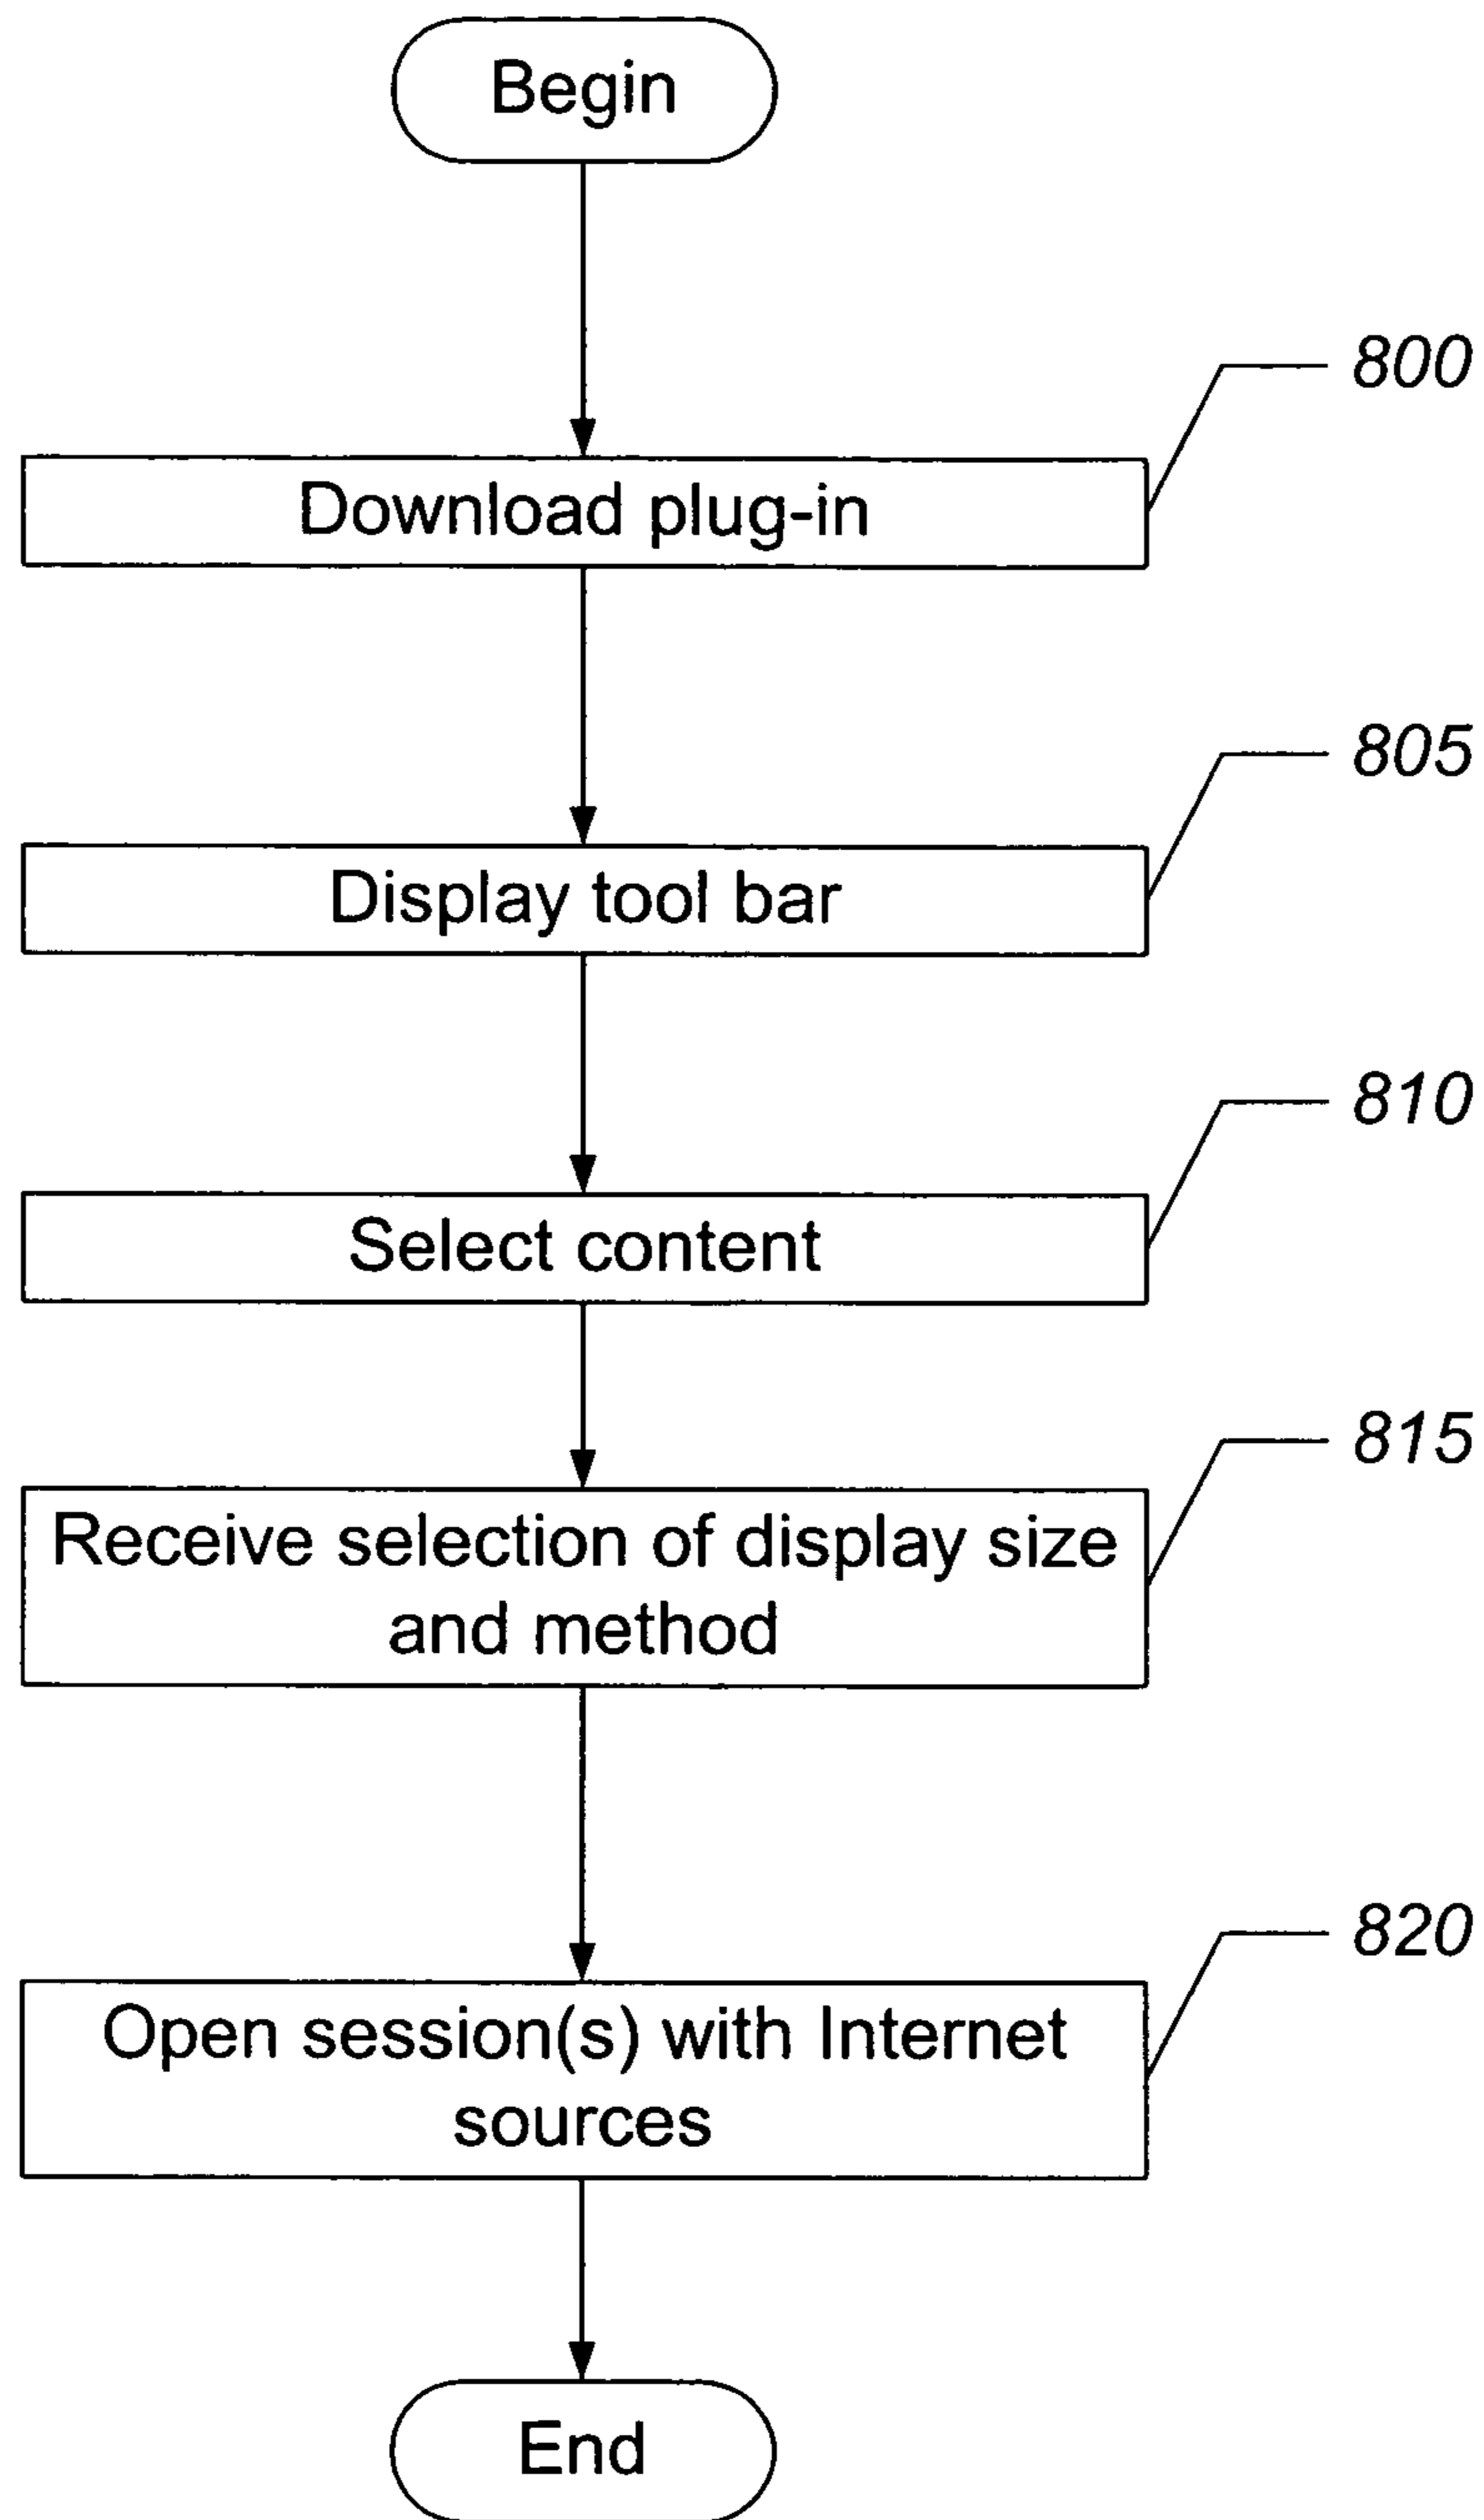 Begin
800
Download plug-in
805
Display tool bar
810
Select content
815
Receive selection of display size
and method
820
Open session(s) with Internet
sources
End